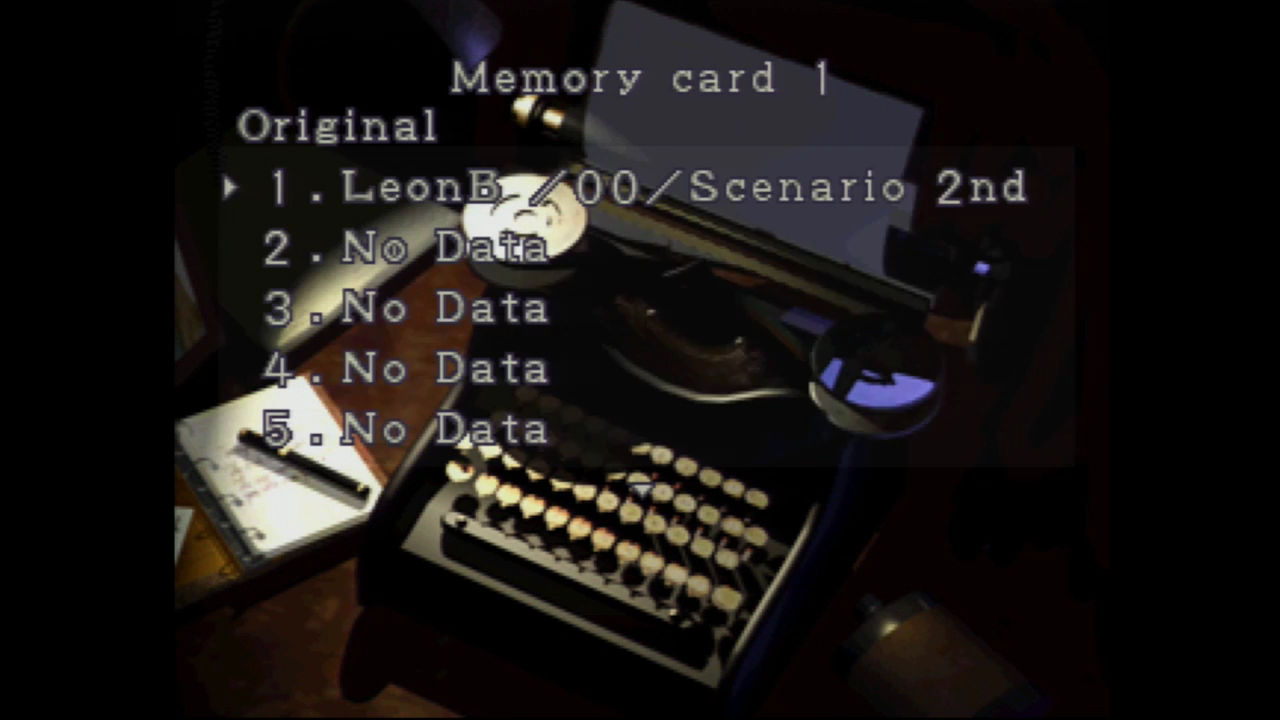 Memory card 1
Original
1.LeonB /00/Scenario 2nd
2.No Data
3.No Data
4.No Data
5.No Data